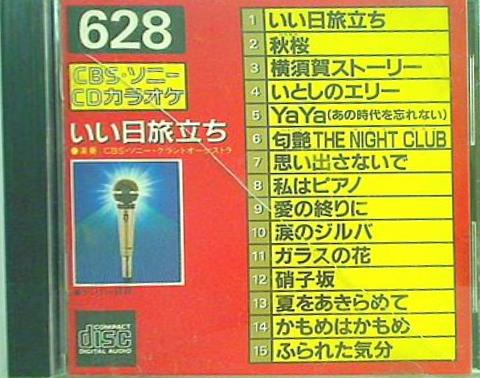 628
CBS・ソニー
CDカラオケ
いい日旅立ち
●演奏 CBS・ソニー・グランドオーケストラ
COMPACT
disc
DIGITAL AUDIO
1 いい日旅立ち
2 秋桜
3 横須賀ストーリー
4 いとしのエリー
5 YaYa(あの時代を忘れない)
6 匂艶 THE NIGHT CLUB
7 思い出さないで
8 私はピアノ
9 愛の終りに
10 涙のジルバ
11 ガラスの花
12 硝子坂
13 夏をあきらめて
14 かもめはかもめ
15 ふられた気分